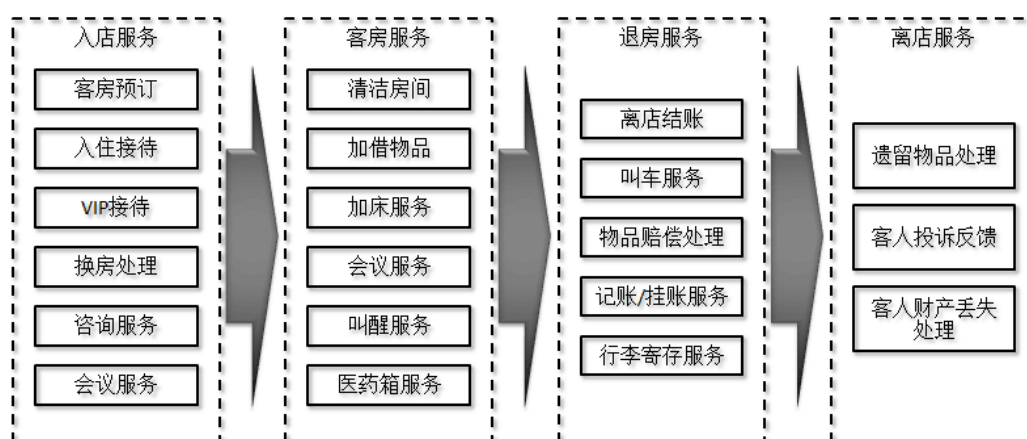 入店服务
客房预订
入住接待
VIP接待
换房处理
咨询服务
会议服务
客房服务
清洁房间
加借物品
加床服务
会议服务
叫醒服务
医药箱服务
退房服务
离店结账
叫车服务
物品赔偿处理
记账/挂账服务
行李寄存服务
离店服务
遗留物品处理
客人投诉反馈
客人财产丢失
处理